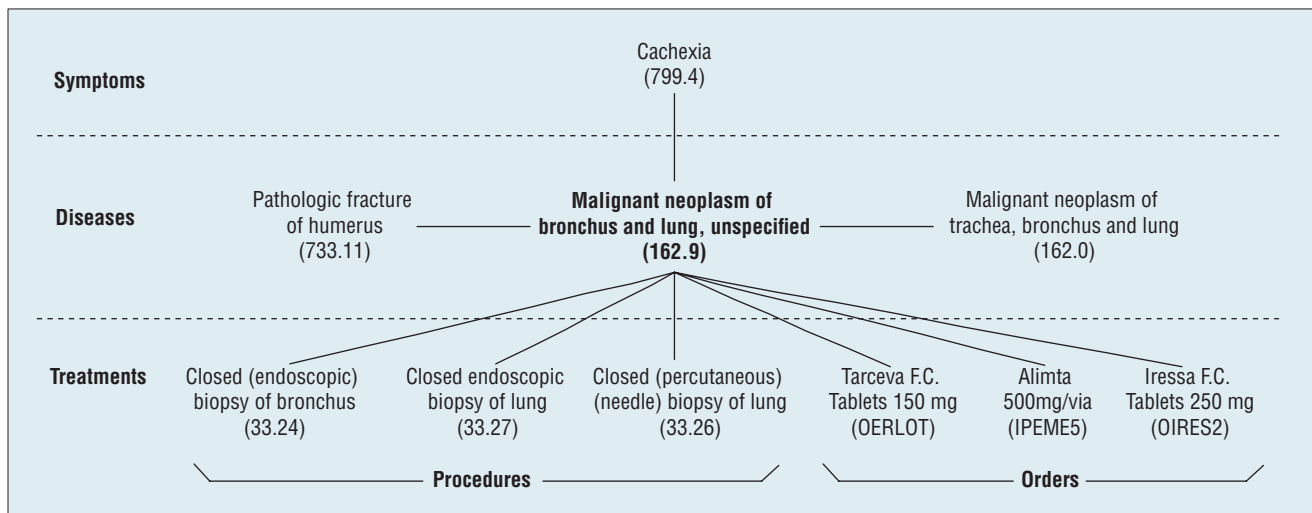 Symptoms
Cachexia
(799.4)
Diseases
Pathologic fracture
of humerus
(733.11)
Malignant neoplasm of
bronchus and lung, unspecified
(162.9)
Malignant neoplasm of
trachea, bronchus and lung
(162.0)
Treatments
Closed (endoscopic)
biopsy of bronchus
(33.24)
Closed endoscopic
biopsy of lung
(33.27)
Closed (percutaneous)
(needle) biopsy of lung
(33.26)
Tarceva F.C.
Tablets 150 mg
(OERLOT)
Alimta
500mg/via
(IPEME5)
Iressa F.C.
Tablets 250 mg
(OIRES2)
Procedures
Orders